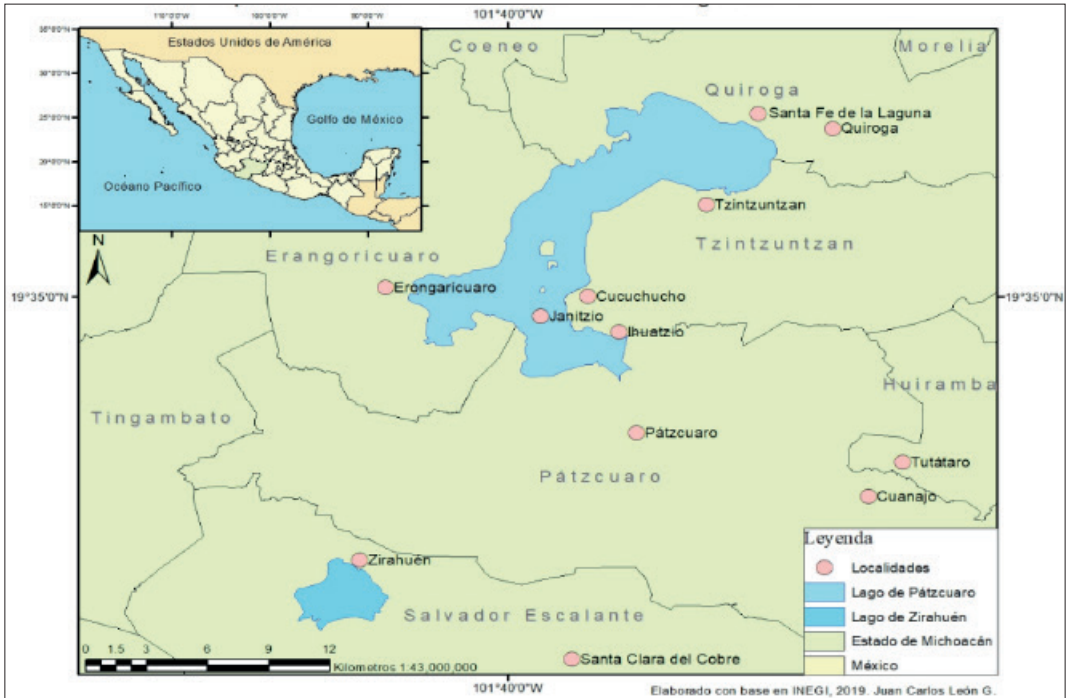 101°40'0"W
Coeneo
Morelia
Estados Unidos de América
Golfo de México
Océano Pacífico
Quiroga
Santa Fe de la Laguna
Quiroga
Tzintzuntzan
Tzintzuntzan
N
Erangoricuaro
Erongarícuaro
19°35'0"N
Cucuchucho
19°35'0"N
Janitzio
Ihuatzio
Huiramba
Tingambato
Pátzcuaro
Tutátaro
Pátzcuaro
Cuanajo
Leyenda
Localidades
Lago de Pátzcuaro
Lago de Zirahuén
Estado de Michoacán
México
Zirahuén
Salvador Escalante
0 1.5 3 6 9 12
Kilometros 1:43,000,000
Santa Clara del Cobre
101°40'0"W
Elaborado con base en INEGI, 2019. Juan Carlos León G.